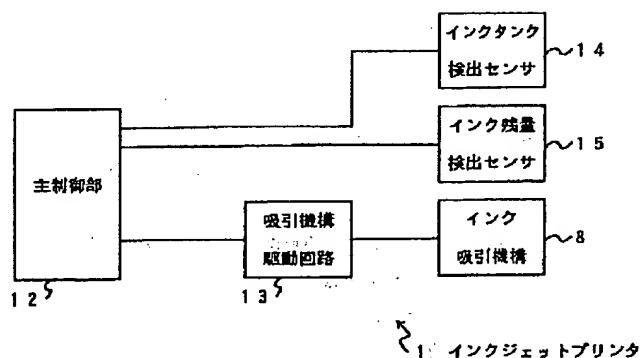 インクタンク
検出センサ
14
インク残量
検出センサ
15
主制御部
吸引機構
駆動回路
インク
吸引機構
8
12
13
1 インクジェットプリンタ